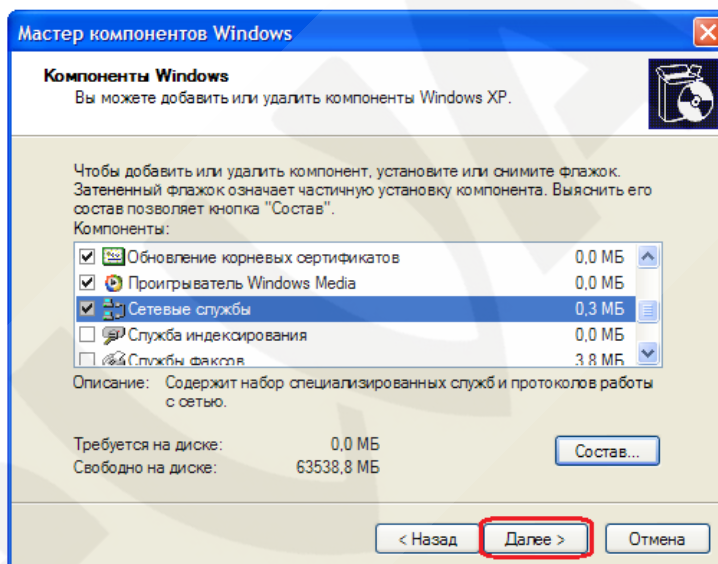 Мастер компонентов Windows
Компоненты Windows
Вы можете добавить или удалить компоненты Windows XP.
Чтобы добавить или удалить компонент, установите или снимите флажок.
Затененный флажок означает частичную установку компонента. Выяснить его
состав позволяет кнопка "Состав".
Компоненты:
Обновление корневых сертификатов 0,0 МБ
Проигрыватель Windows Media 0,0 МБ
Сетевые службы 0,3 МБ
Служба индексирования 0,0 МБ
Службы факсов 3,8 МБ
Описание: Содержит набор специализированных служб и протоколов работы
с сетью.
Требуется на диске: 0,0 МБ
Свободно на диске: 63538,8 МБ
Состав...
< Назад Далее > Отмена